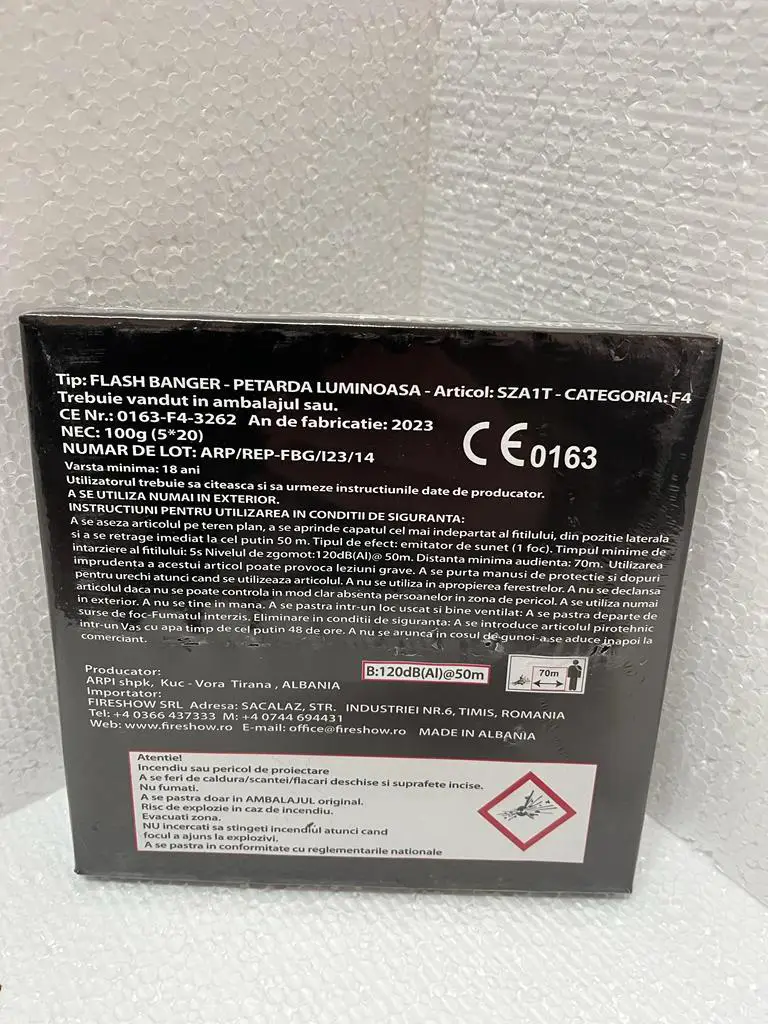 Tip: FLASH BANGER - PETARDA LUMINOASA - Articol: SZA1T - CATEGORIA: F4
Trebuie vandut in ambalajul sau.
CE Nr.: 0163-F4-3262 An de fabricatie: 2023
NEC: 100g (5*20)
CE 0163
NUMAR DE LOT: ARP/REP-FBG/I23/14
Varsta minima: 18 ani
Utilizatorul trebuie sa citeasca si sa urmeze instructiunile date de producator.
A SE UTILIZA NUMAI IN EXTERIOR.
INSTRUCTIUNI PENTRU UTILIZAREA IN CONDITII DE SIGURANTA:
A se aseza articolul pe teren plan, a se aprinde capatul cel mai indepartat al fitilului, din pozitie laterala
si a se retrage imediat la cel putin 50 m. Tipul de efect: emitator de sunet (1 foc). Timpul minime de
intarziere al fitilului: 5s Nivelul de zgomot:120dB(AI)@ 50m. Distanta minima audienta: 70m. Utilizarea
imprudenta a acestui articol poate provoca leziuni grave. A se purta manusi de protectie si dopuri
pentru urechi atunci cand se utilizeaza articolul. A nu se utiliza in apropierea ferestrelor. A nu se declansa
articolul daca nu se poate controla in mod clar absenta persoanelor in zona de pericol. A se utiliza numai
in exterior. A nu se tine in mana. A se pastra intr-un loc uscat si bine ventilat: A se pastra departe de
surse de foc-Fumatul interzis. Eliminare in conditii de siguranta: A se introduce articolul pirotehnic
intr-un Vas cu apa timp de cel putin 48 de ore. A nu se arunca in cosul de gunoi-a se aduce inapoi la
comerciant.
Producator:
ARPI shpk, Kuc - Vora Tirana , ALBANIA
B:120dB(AI)@50m
70m
Importator:
FIRESHOW SRL Adresa: SACALAZ, STR. INDUSTRIEI NR.6, TIMIS, ROMANIA
Tel: +4 0366 437333 M: +4 0744 694431
Web: www.fireshow.ro E-mail: office@fireshow.ro MADE IN ALBANIA
Atentie!
Incendiu sau pericol de proiectare
A se feri de caldura/scantei/flacari deschise si suprafete incise.
Nu fumati.
A se pastra doar in AMBALAJUL original.
Risc de explozie in caz de incendiu.
Evacuati zona.
NU incercati sa stingeti incendiul atunci cand
focul a ajuns la explozivi.
A se pastra in conformitate cu reglementarile nationale